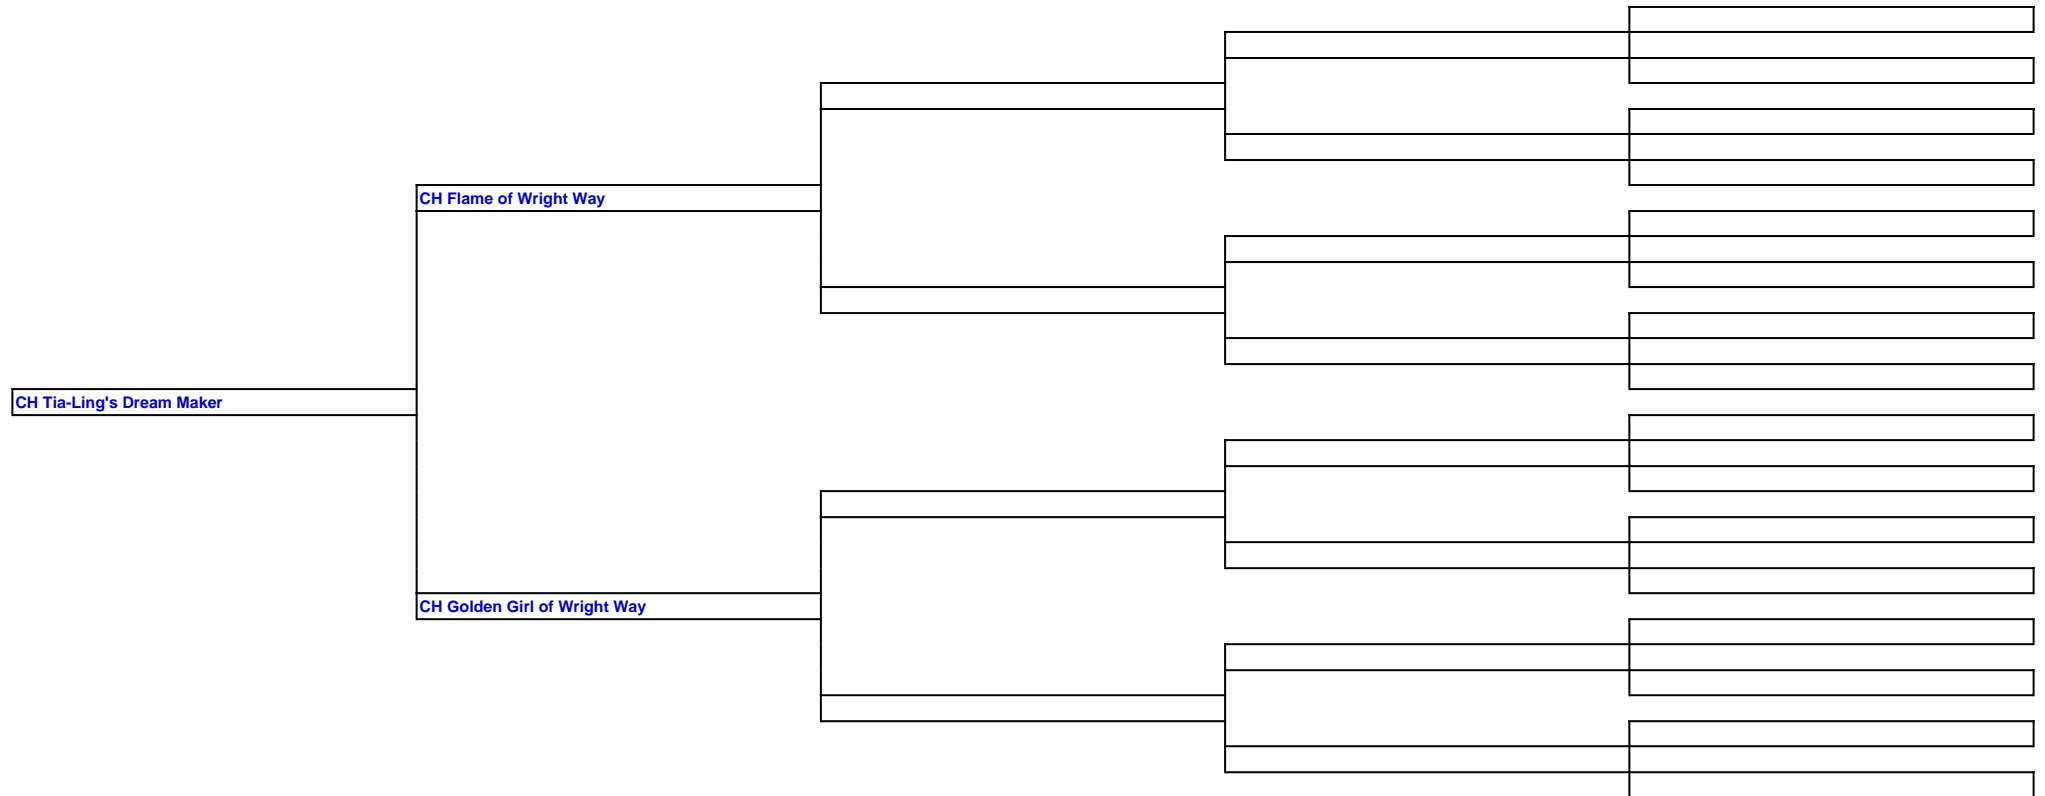 CH Flame of Wright Way
CH Tia-Ling's Dream Maker
CH Golden Girl of Wright Way